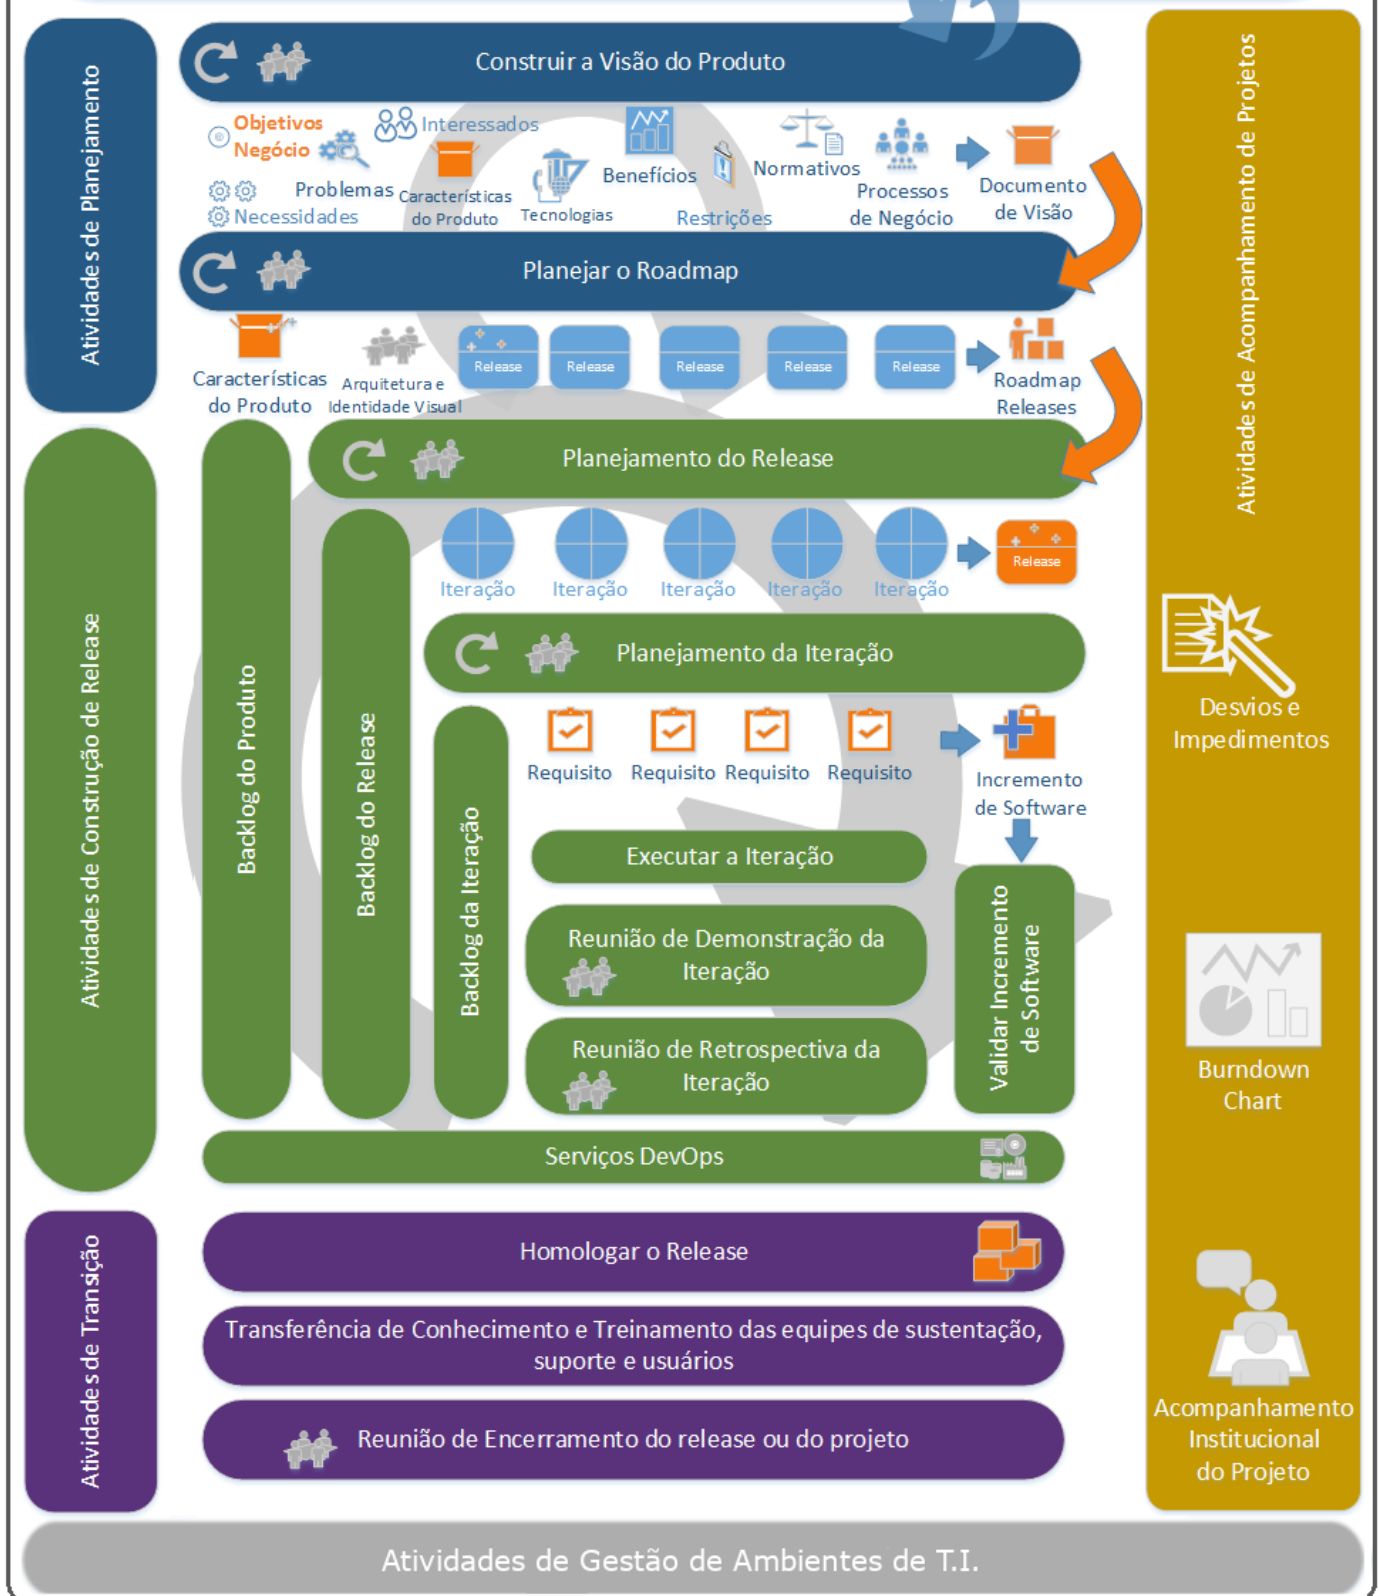 Atividades de Planejamento
Construir a Visão do Produto
Objetivos
Negócio
Interessados
Necessidades
Problemas
Características
do Produto
Tecnologias
Benefícios
Restrições
Normativos
Processos
de Negócio
Documento
de Visão
Planejar o Roadmap
Características
do Produto
Arquitetura e
Identidade Visual
Release
Release
Release
Release
Release
Roadmap
Releases
Atividades de Construção de Release
Backlog do Produto
Planejamento do Release
Backlog do Release
Iteração
Iteração
Iteração
Iteração
Iteração
Release
Planejamento da Iteração
Backlog da Iteração
Requisito
Requisito
Requisito
Requisito
Incremento
de Software
Executar a Iteração
Reunião de Demonstração da
Iteração
Reunião de Retrospectiva da
Iteração
Validar Incremento
de Software
Serviços DevOps
Atividades de Transição
Homologar o Release
Transferência de Conhecimento e Treinamento das equipes de sustentação,
suporte e usuários
Reunião de Encerramento do release ou do projeto
Atividades de Acompanhamento de Projetos
Desvios e
Impedimentos
Burndown
Chart
Acompanhamento
Institucional
do Projeto
Atividades de Gestão de Ambientes de T.I.